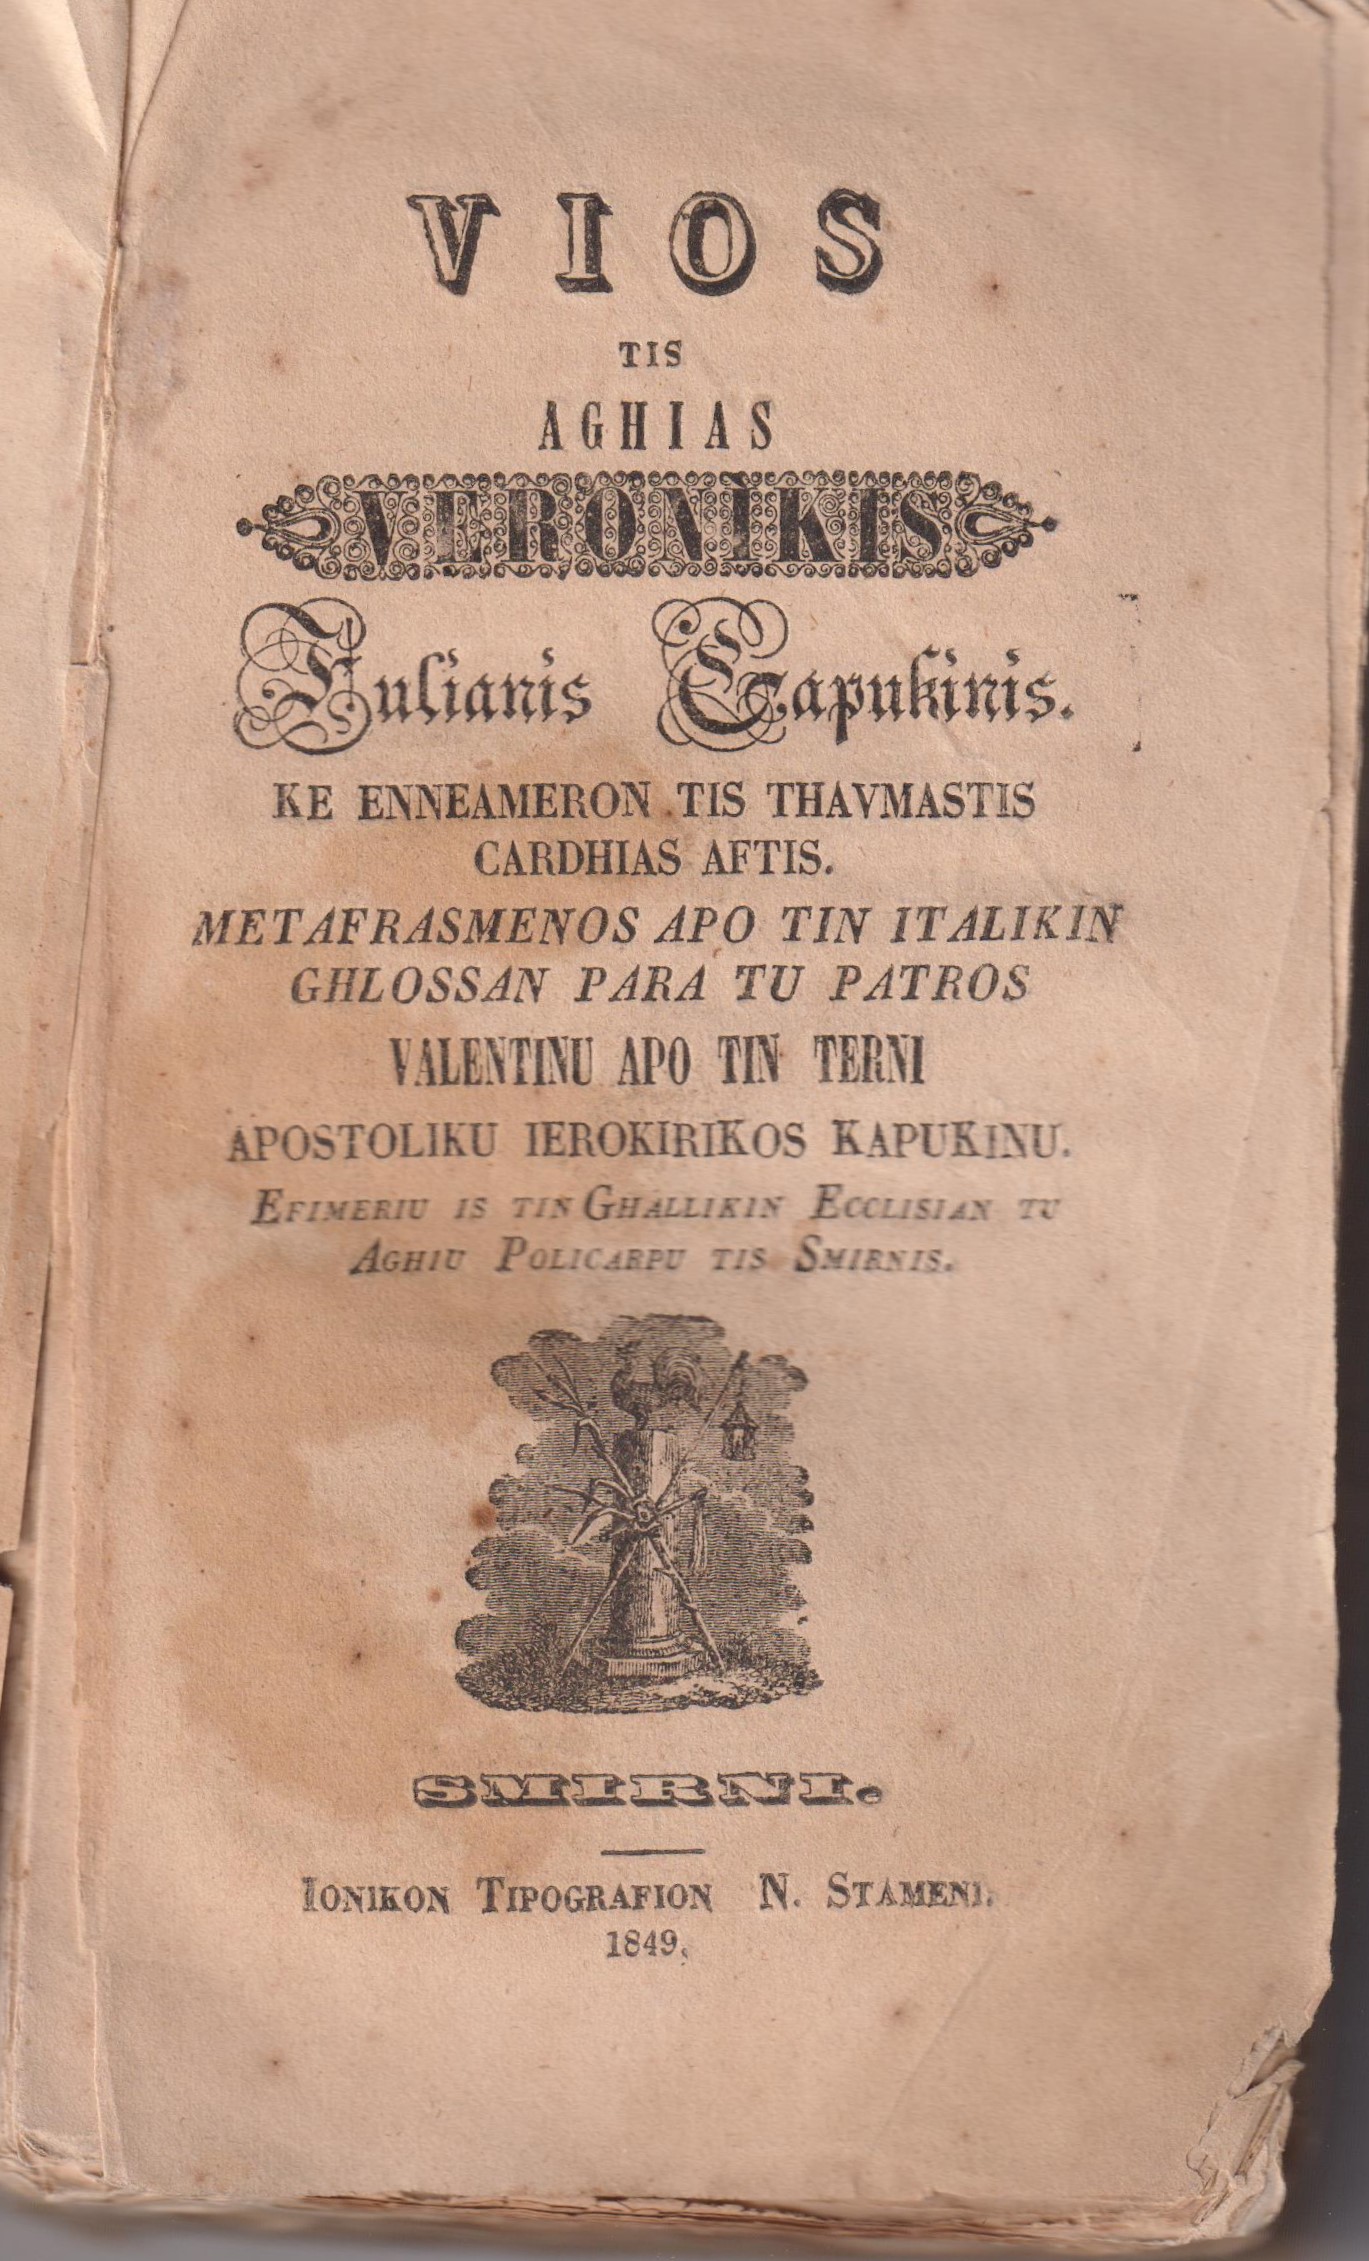 VIOS
TIS
AGHIAS
VERONÌKIS
Iulianis Capukinis.
KE ENNEAMERON TIS THAVMASTIS
CARDHIAS AFTIS.
METAFRASMENOS APO TIN ITALIKIN
GHLOSSAN PARA TU PATROS
VALENTINU APO TIN TERNI
APOSTOLIKU IEROKIRIKOS KAPUKINU.
EFIMERIU IS TIN GHALLIKIN ECCLISIAN TU
AGHIU POLICARPU TIS SMIRNIS.
SMIRNI.
IONIKON TIPOGRAFION N. STAMENI.
1849.